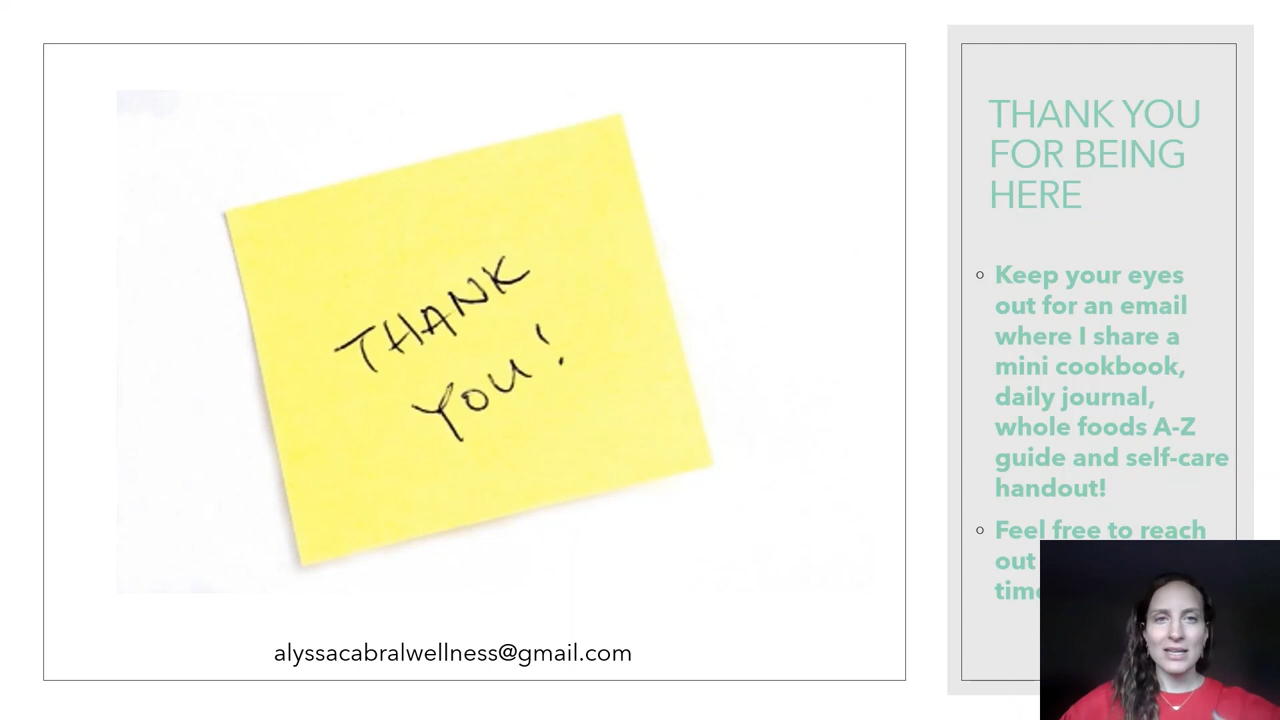 THANK
YOU!
alyssacabralwellness@gmail.com
THANK YOU
FOR BEING
HERE
Keep your eyes
out for an email
where I share a
mini cookbook,
daily journal,
whole foods A-Z
guide and self-care
handout!
Feel free to reach
out